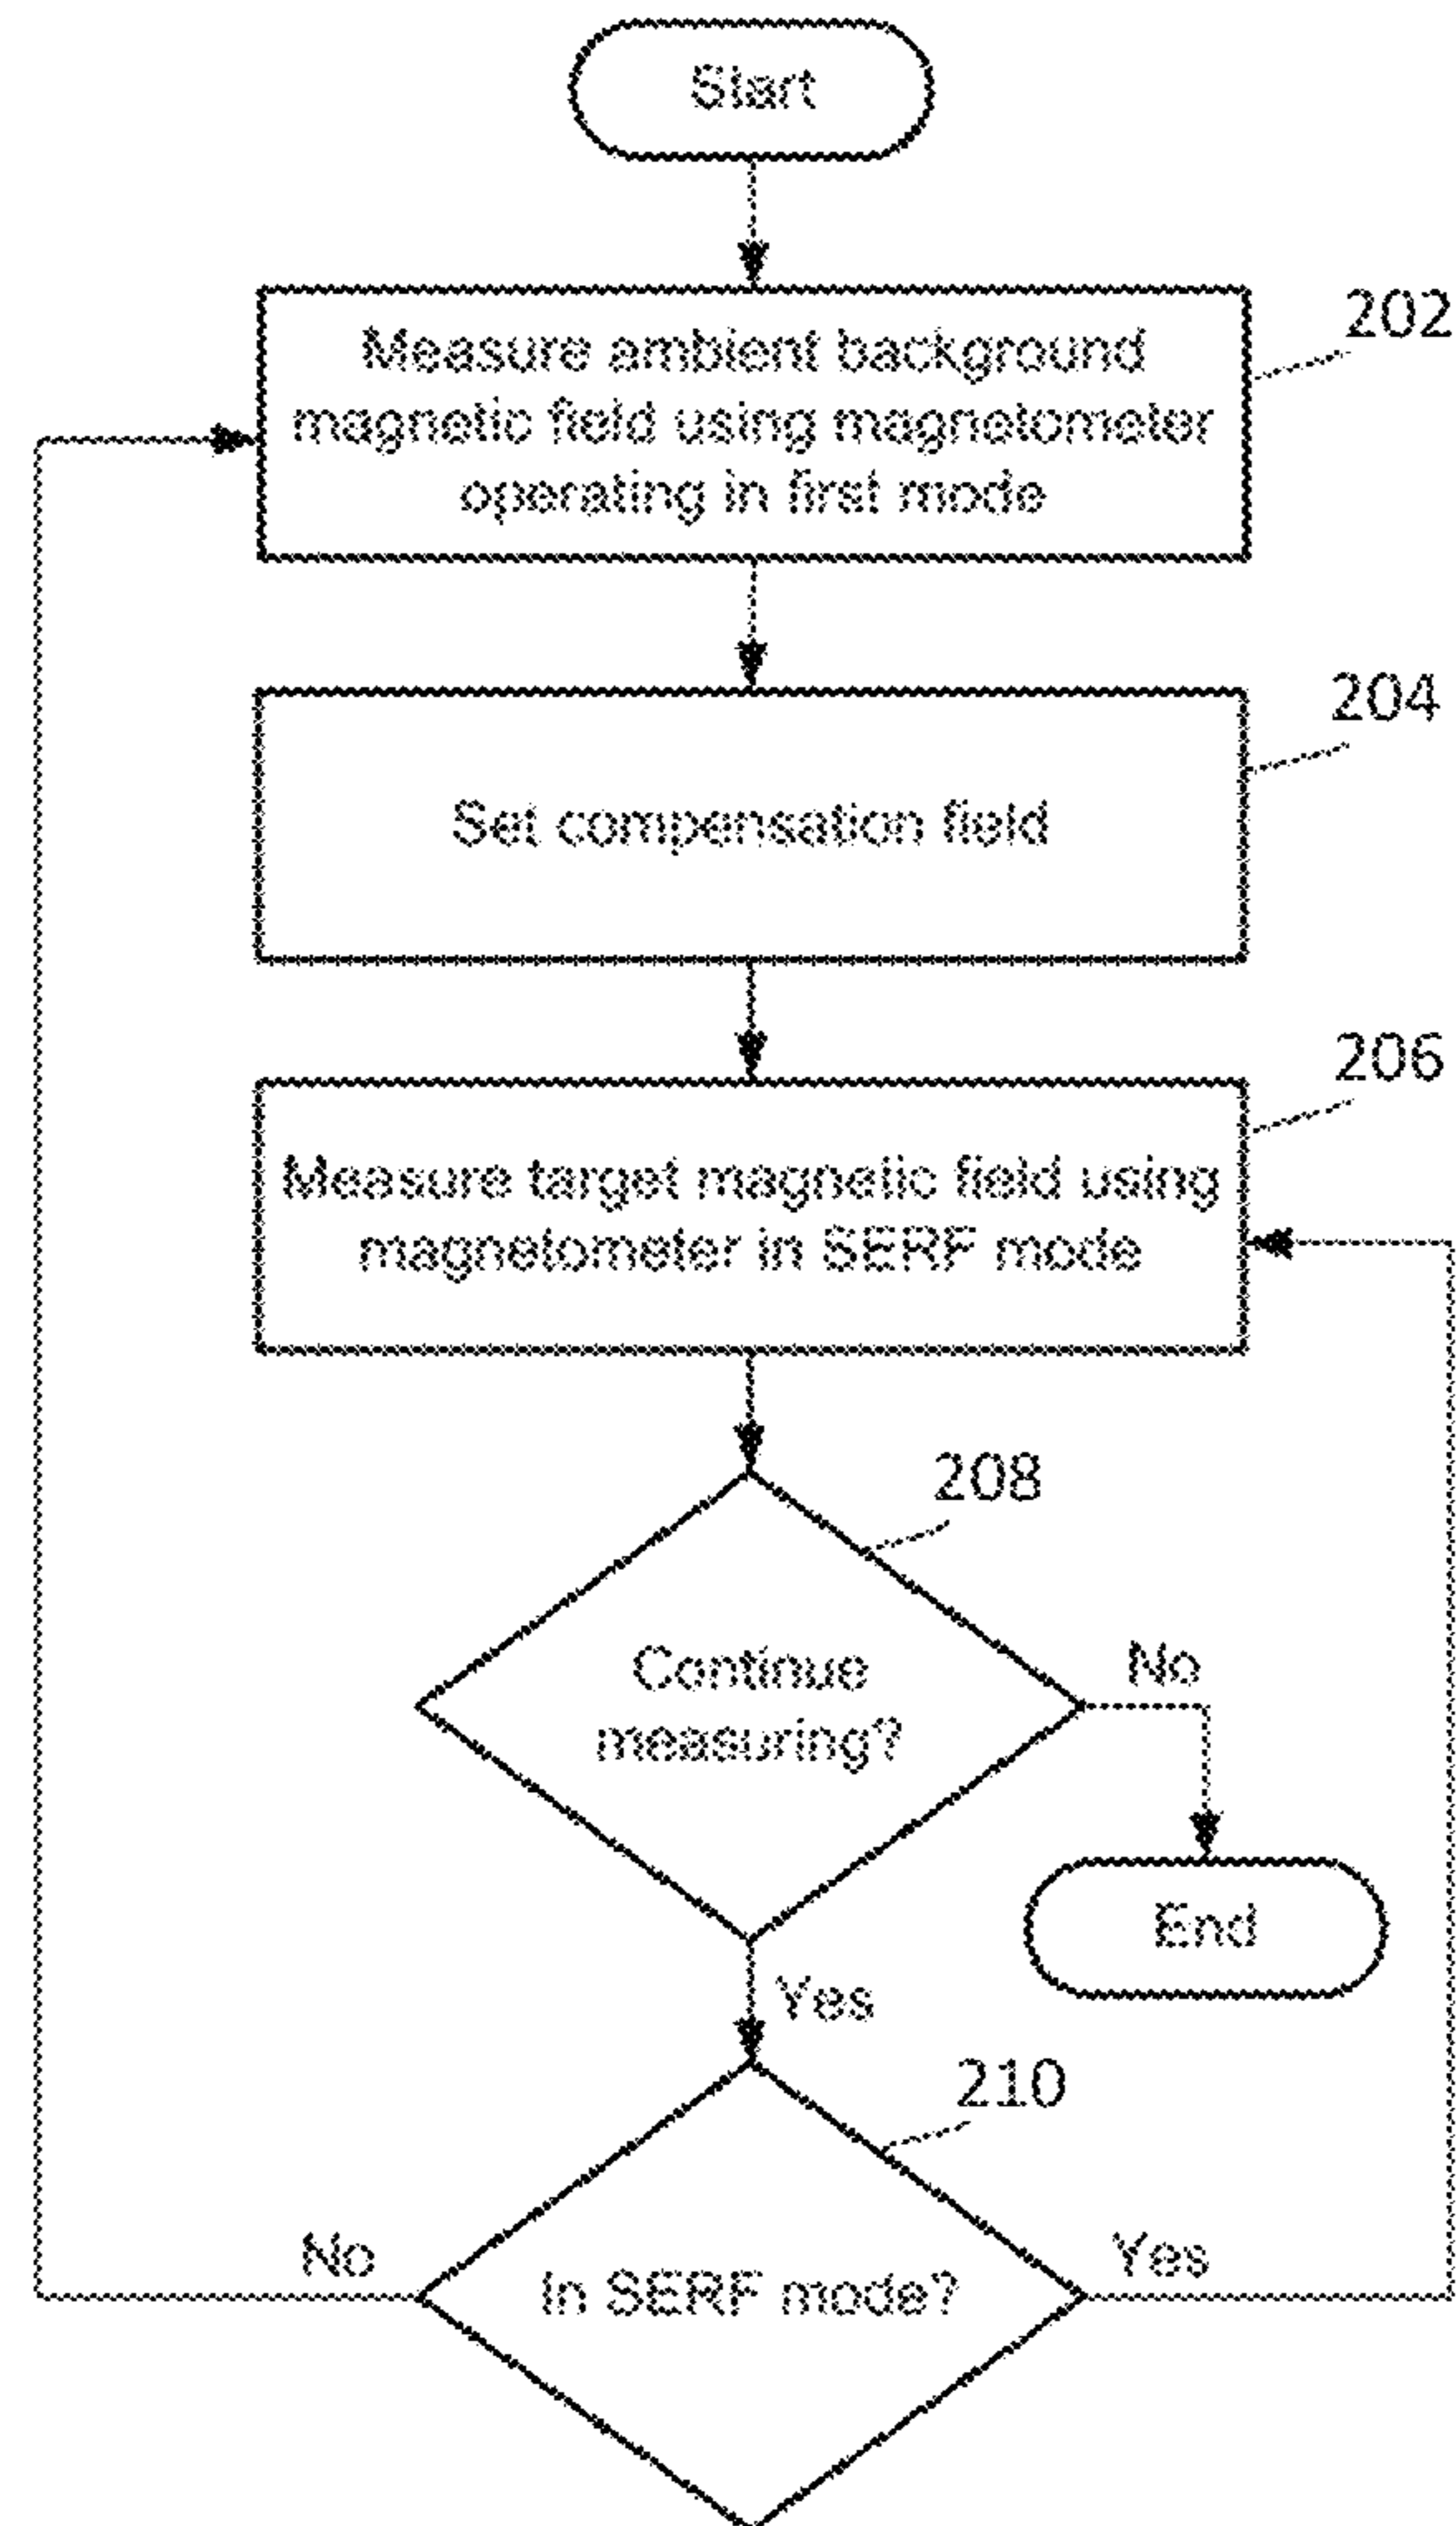 Start
202
Measure ambient background
magnetic field using magnetometer
operating in first mode
204
Set compensation field
206
Measure target magnetic field using
magnetometer in SERF mode
208
Continue
measuring?
No
End
Yes
210
No
In SERF mode?
Yes